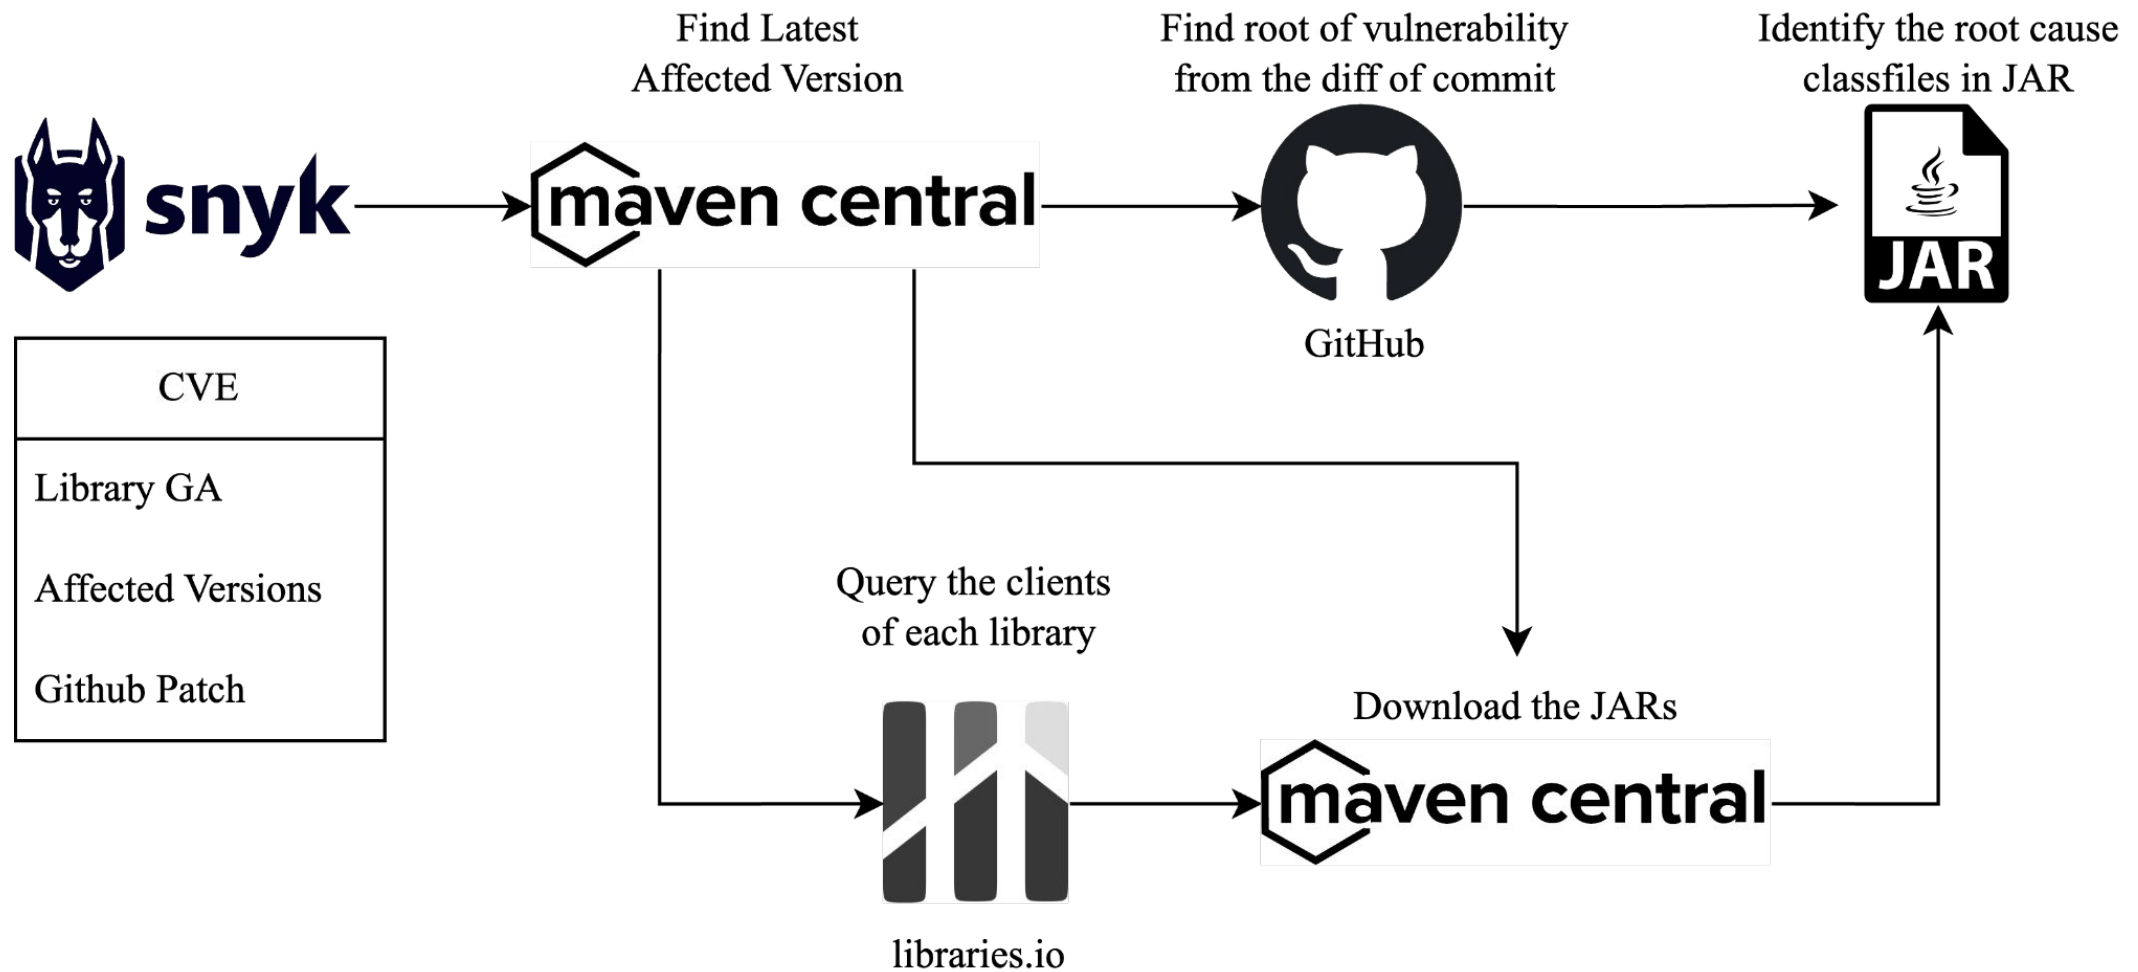 Find Latest
Affected Version
Find root of vulnerability
from the diff of commit
Identify the root cause
classfiles in JAR
snyk
maven central
JAR
GitHub
CVE
Library GA
Affected Versions
Github Patch
Query the clients
of each library
Download the JARs
maven central
libraries.io